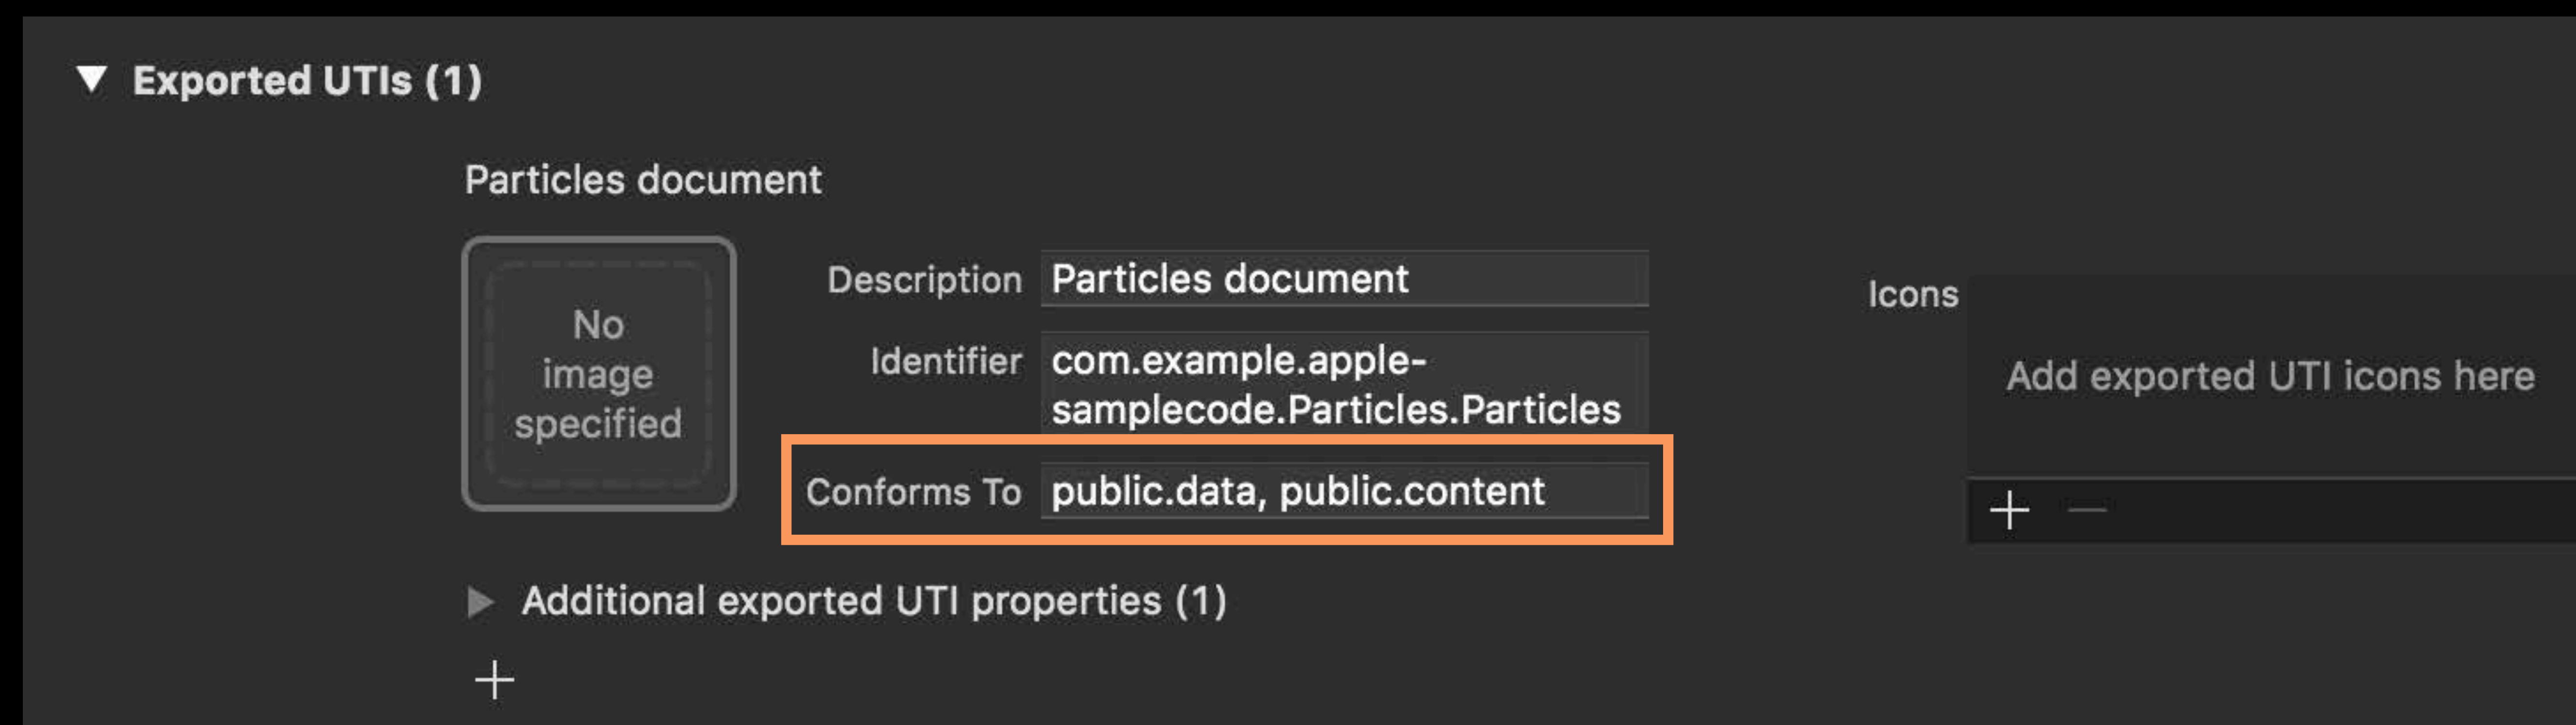 Exported UTIs (1)
Particles document
No
image
specified
Description Particles document
Identifier com.example.apple-
samplecode.Particles.Particles
Conforms To public.data, public.content
Icons
Add exported UTI icons here
Additional exported UTI properties (1)